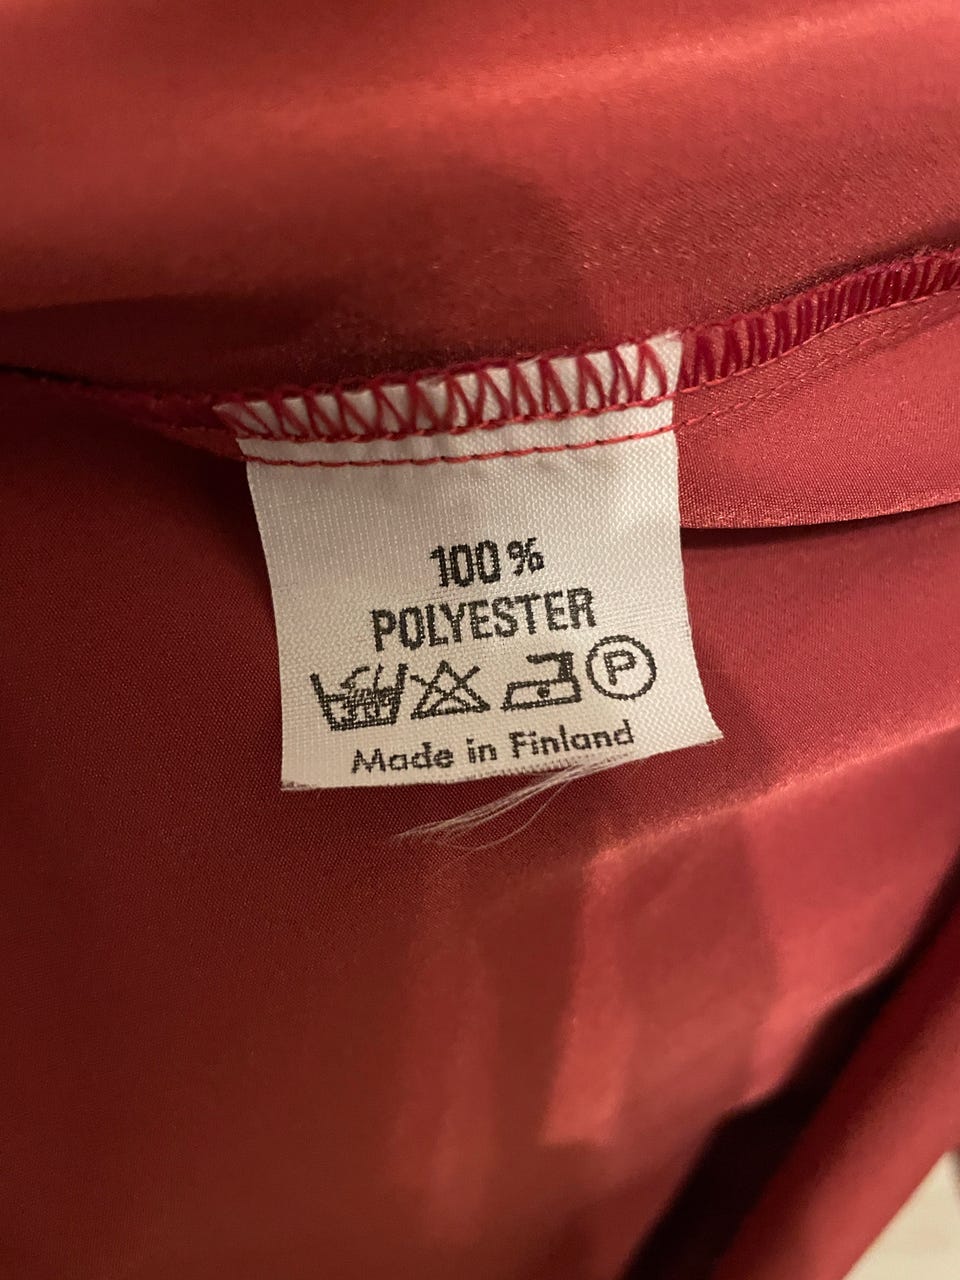 100%
POLYESTER
P
Made in Finland